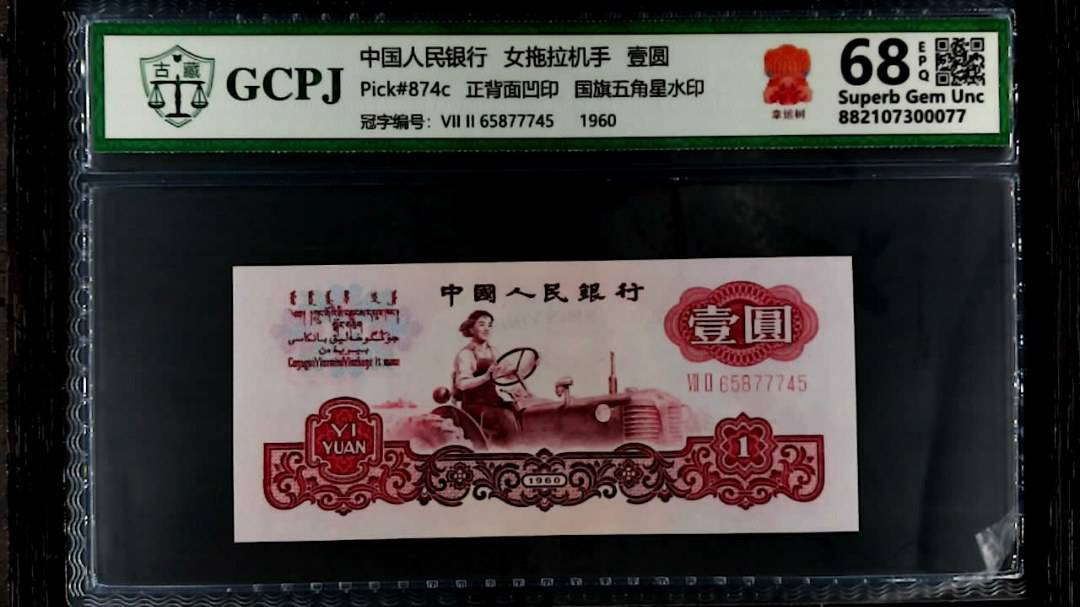 古 藏
GCPJ
中国人民银行 女拖拉机手 壹圆
Pick#874c 正背面凹印 国旗五角星水印
冠字编号: VII II 65877745 1960
幸运树
68 EPQ
Superb Gem Unc
882107300077
中國人民銀行
壹圓
VII II 65877745
YI
YUAN
1960
1